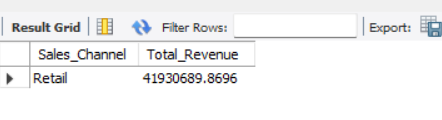 Result Grid Filter Rows: Export:
Sales_Channel Total_Revenue
Retail 41930689.8696